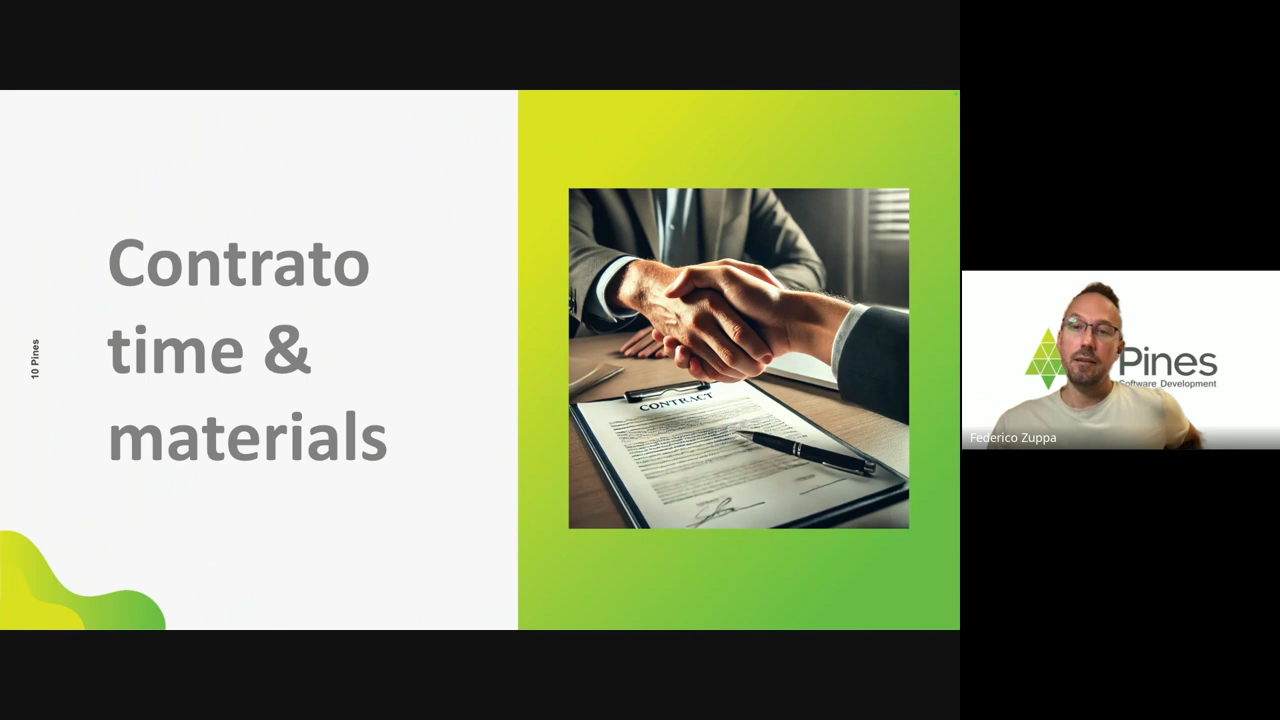 10 Pines
Contrato
time &
materials
CONTRACT
Pines
Software Development
Federico Zuppa